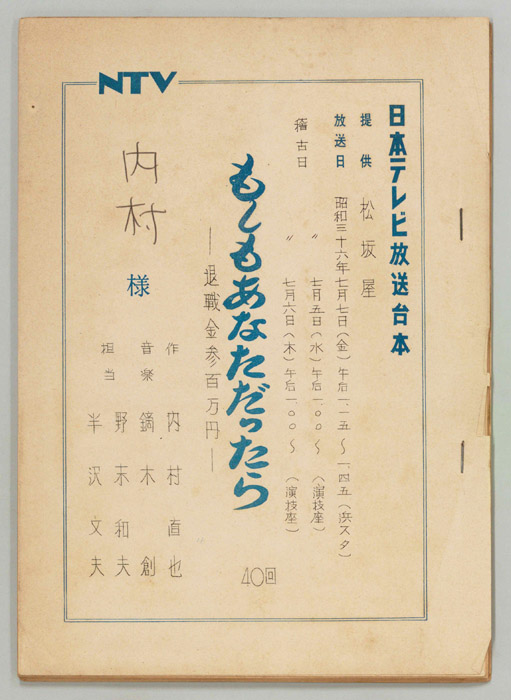 NTV
日本テレビ放送台本
提供 松坂屋
放送日 昭和三十六年七月七日(金)午后一.一五〜一.四五(浜スタ)
〃 七月五日(水)午后一.〇〇〜(演技座)
稽古日 〃 七月六日(木)午后一.〇〇〜(演技座)
もしもあなただったら
—退職金参百万円—
40回
作 内村直也
音楽 鏑木創
担当 野末和夫
半沢文夫
内村様